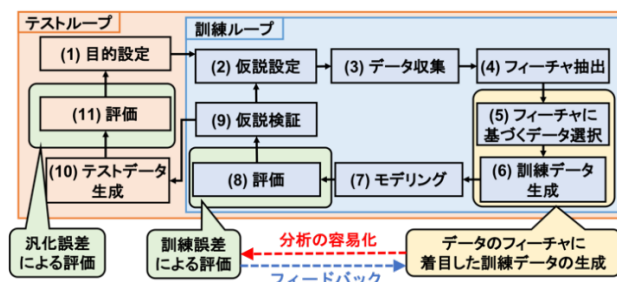 テストループ
訓練ループ
(1) 目的設定
(2) 仮説設定
(3) データ収集
(4) フィーチャ抽出
(11) 評価
(9) 仮説検証
(5) フィーチャに
基づくデータ選択
(10) テストデータ
生成
(8) 評価
(7) モデリング
(6) 訓練データ
生成
汎化誤差
による評価
訓練誤差
による評価
分析の容易化
フィードバック
データのフィーチャに
着目した訓練データの生成